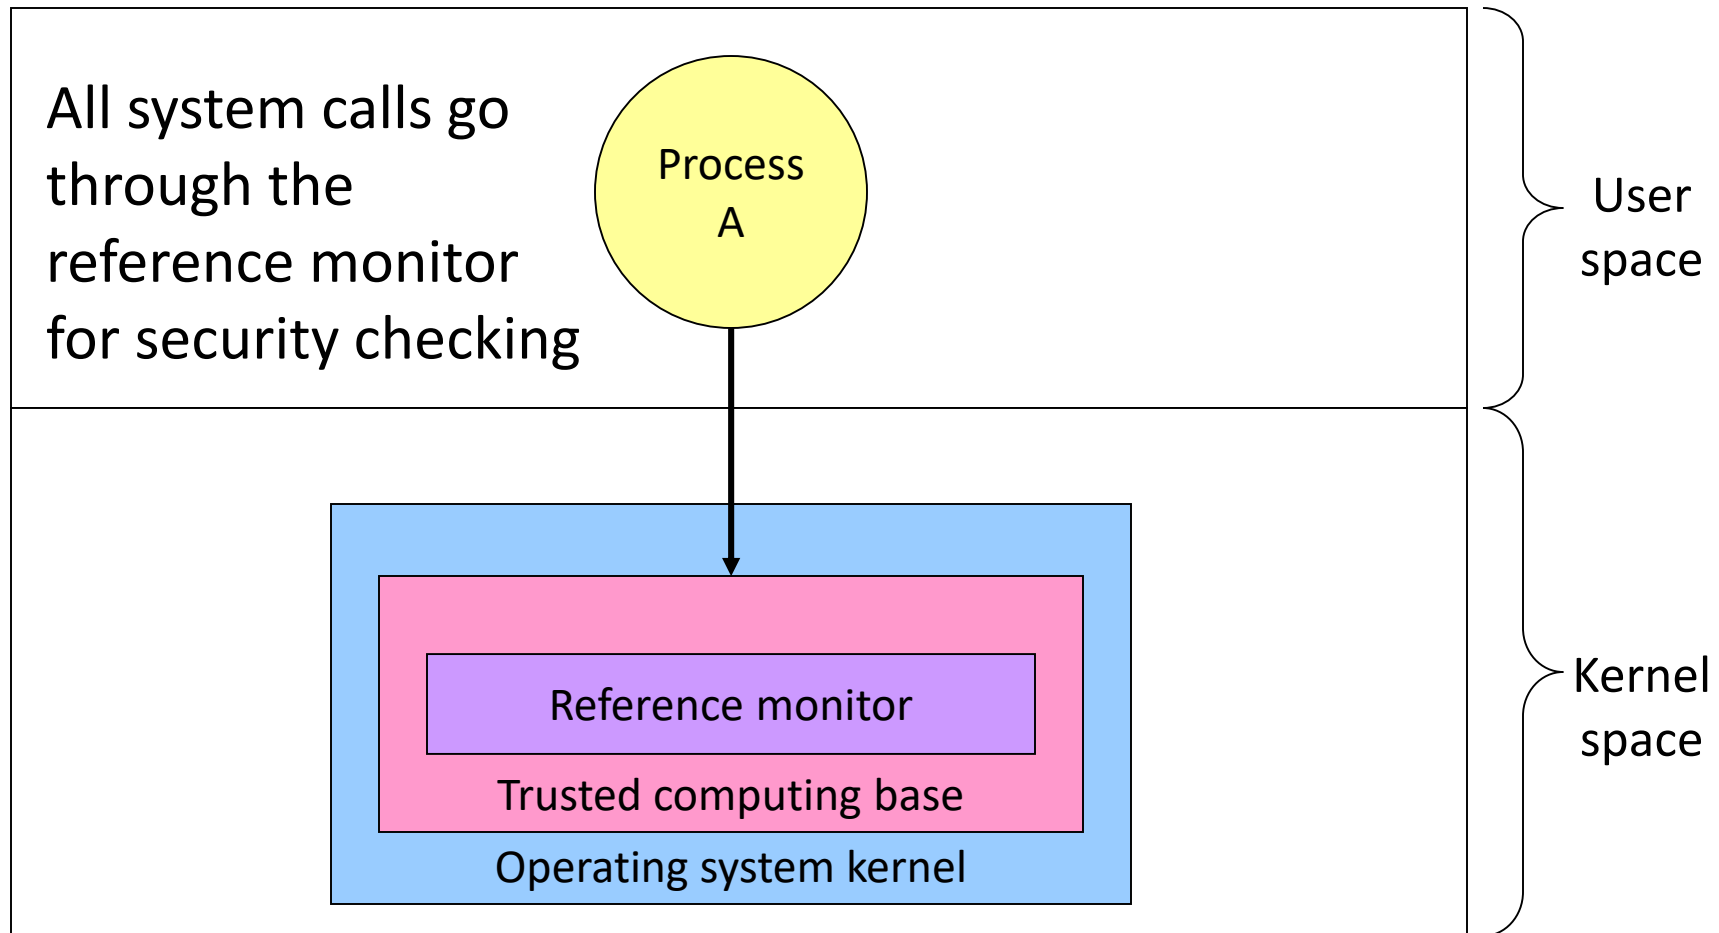 All system calls go
through the
reference monitor
for security checking
Process
A
User
space
Reference monitor
Trusted computing base
Operating system kernel
Kernel
space